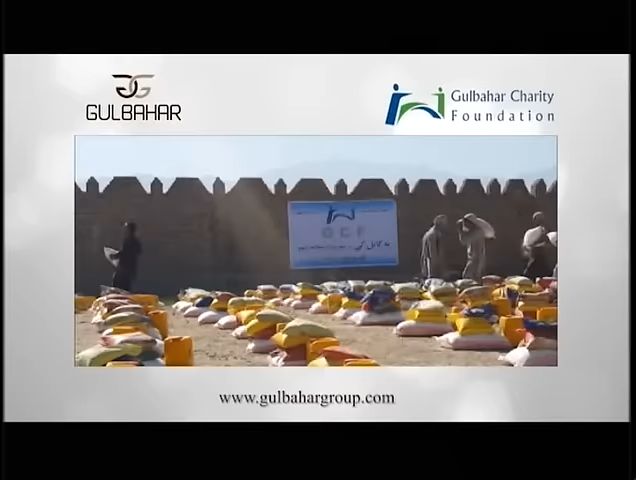 GULBAHAR
Gulbahar Charity
Foundation
GCF
www.gulbahargroup.com